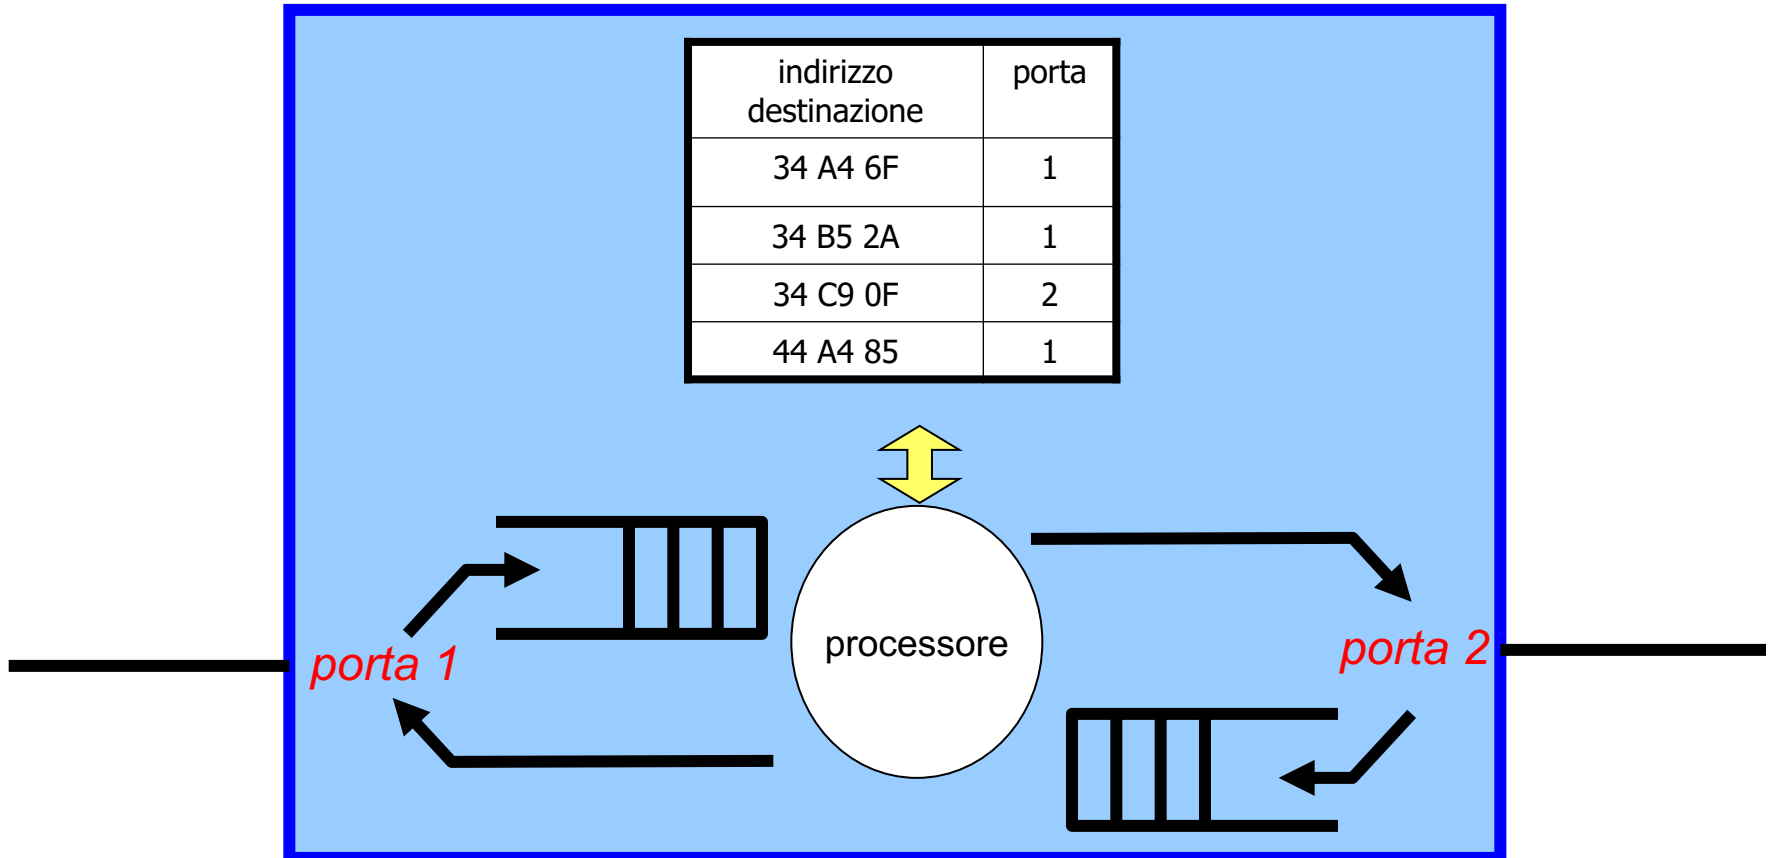 indirizzo porta
destinazione
34 A4 6F 1
34 B5 2A 1
34 C9 0F 2
44 A4 85 1
processore
porta 1
porta 2